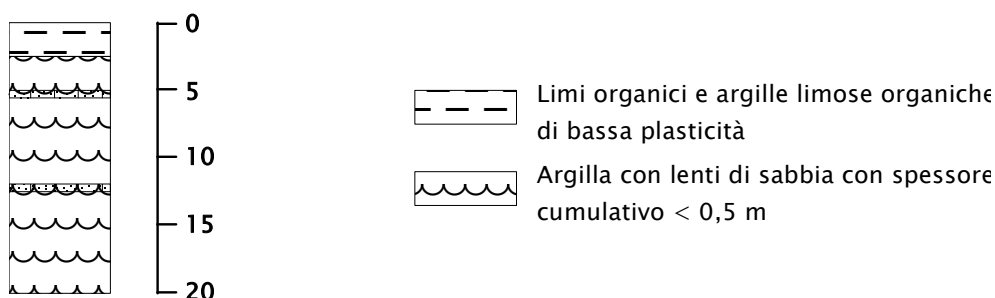 0
5
10
15
20
Limi organici e argille limose organiche
di bassa plasticità
Argilla con lenti di sabbia con spessore
cumulativo < 0,5 m